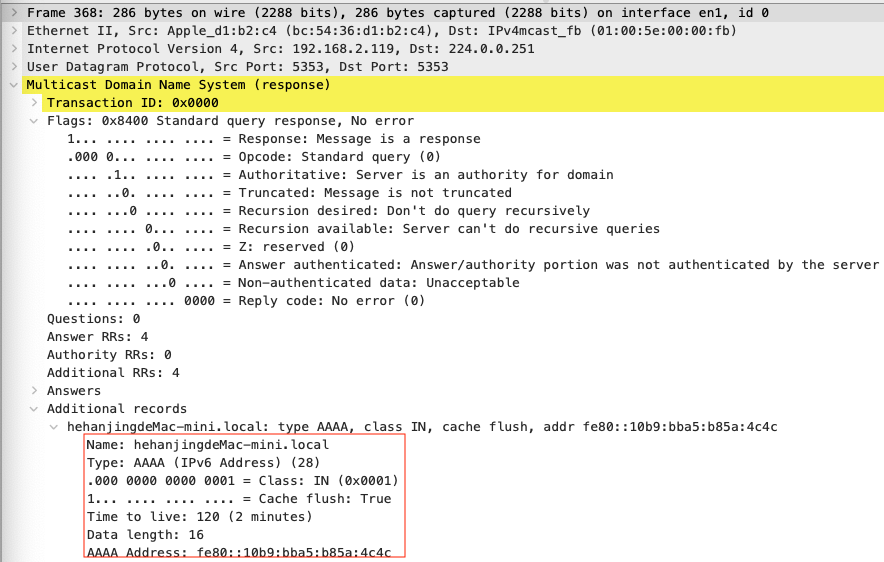 Frame 368: 286 bytes on wire (2288 bits), 286 bytes captured (2288 bits) on interface en1, id 0
Ethernet II, Src: Apple_d1:b2:c4 (bc:54:36:d1:b2:c4), Dst: IPv4mcast_fb (01:00:5e:00:00:fb)
Internet Protocol Version 4, Src: 192.168.2.119, Dst: 224.0.0.251
User Datagram Protocol, Src Port: 5353, Dst Port: 5353
Multicast Domain Name System (response)
Transaction ID: 0x0000
Flags: 0x8400 Standard query response, No error
1... .... .... .... = Response: Message is a response
.000 0... .... .... = Opcode: Standard query (0)
.... .1.. .... .... = Authoritative: Server is an authority for domain
.... ..0. .... .... = Truncated: Message is not truncated
.... ...0 .... .... = Recursion desired: Don't do query recursively
.... .... 0... .... = Recursion available: Server can't do recursive queries
.... .... .0.. .... = Z: reserved (0)
.... .... ..0. .... = Answer authenticated: Answer/authority portion was not authenticated by the server
.... .... ...0 .... = Non-authenticated data: Unacceptable
.... .... .... 0000 = Reply code: No error (0)
Questions: 0
Answer RRs: 4
Authority RRs: 0
Additional RRs: 4
Answers
Additional records
hehanjingdeMac-mini.local: type AAAA, class IN, cache flush, addr fe80::10b9:bba5:b85a:4c4c
Name: hehanjingdeMac-mini.local
Type: AAAA (IPv6 Address) (28)
.000 0000 0000 0001 = Class: IN (0x0001)
1... .... .... .... = Cache flush: True
Time to live: 120 (2 minutes)
Data length: 16
AAAA Address: fe80::10b9:bba5:b85a:4c4c